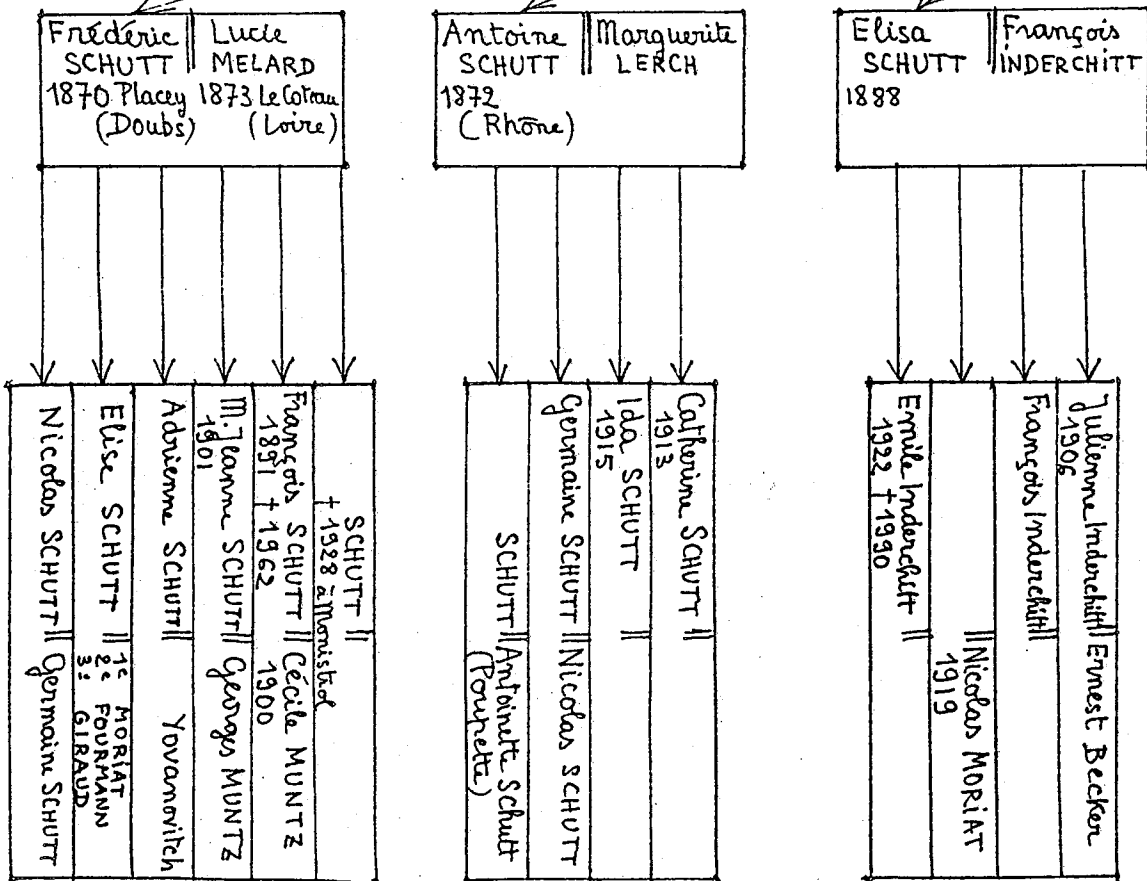 Frédéric
SCHUTT
1870 Placey
(Doubs)
Lucie
MELARD
1873 Le Coteau
(Loire)
Antoine
SCHUTT
1872
(Rhône)
Marguerite
LERCH
Elisa
SCHUTT
1888
François
INDERCHITT
Nicolas SCHUTT || Germaine SCHUTT
Elise SCHUTT || 1e MORIAT
2e FOURMANN
3e GIRAUD
Adrienne SCHUTT || Yovanovitch
M. Jeanne SCHUTT || Georges MUNTZ
1901
François SCHUTT || Cécile MUNTZ
1891 + 1962 1900
SCHUTT ||
+ 1928 à Monistrol
SCHUTT || Antoinette Schutt
(Poupette)
Germaine SCHUTT || Nicolas SCHUTT
Ida SCHUTT ||
1915
Catherine SCHUTT ||
1913
Emile Inderchitt ||
1922 + 1990
|| Nicolas MORIAT
1919
François Inderchitt ||
Julienne Inderchitt || Ernest Becker
1906